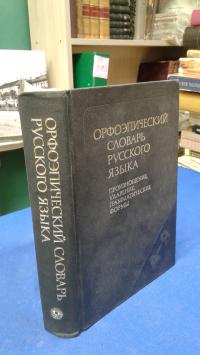 ОРФОЭПИЧЕСКИЙ
СЛОВАРЬ
РУССКОГО
ЯЗЫКА
ПРОИЗНОШЕНИЕ,
УДАРЕНИЕ,
ГРАММАТИЧЕСКИЕ
ФОРМЫ
ОРФОЭПИЧЕСКИЙ СЛОВАРЬ
РУССКОГО ЯЗЫКА